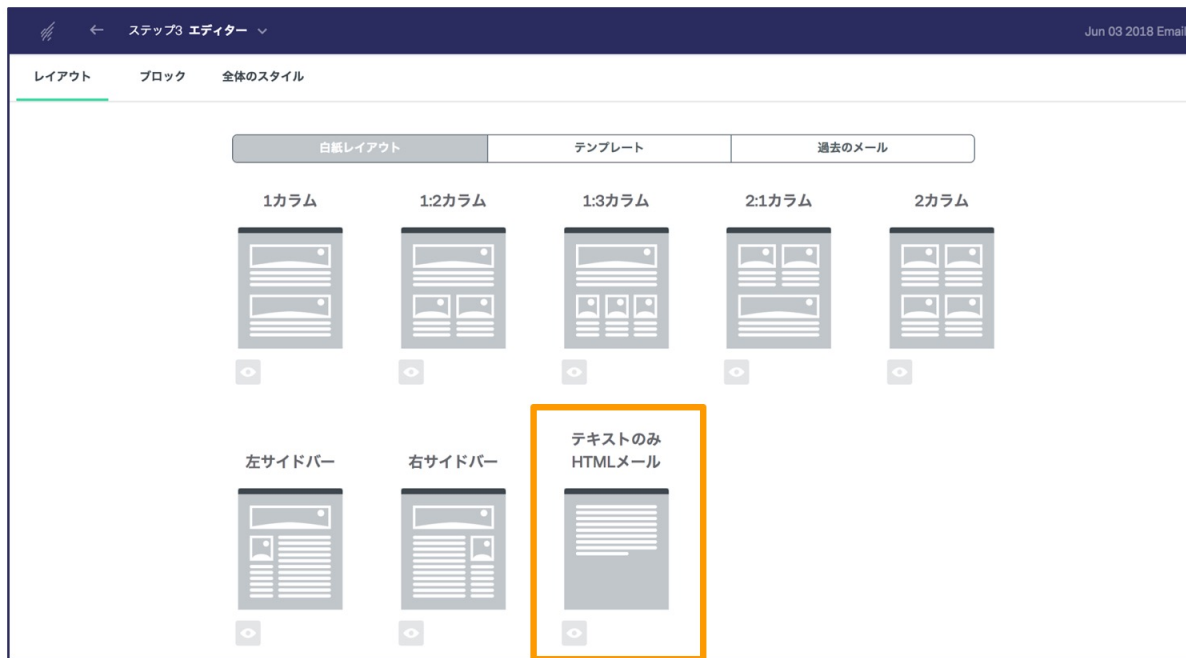 ステップ3 エディター
Jun 03 2018 Email
レイアウト ブロック 全体のスタイル
白紙レイアウト テンプレート 過去のメール
1カラム 1:2カラム 1:3カラム 2:1カラム 2カラム
左サイドバー 右サイドバー テキストのみ
HTMLメール